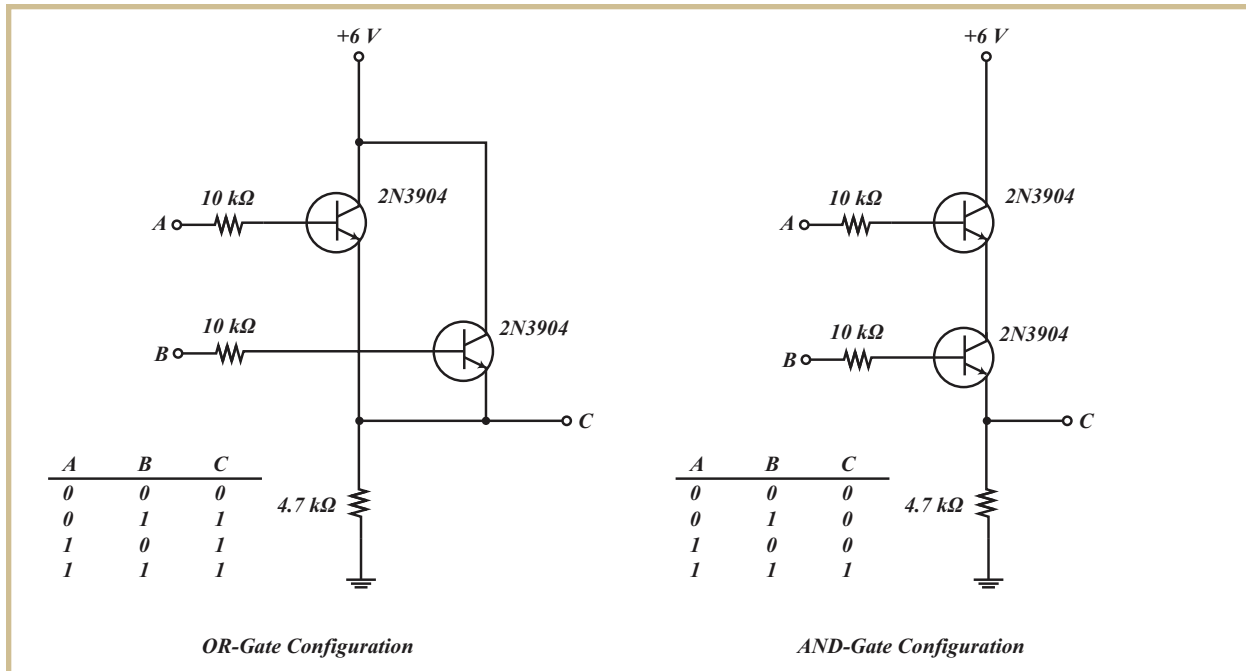 +6 V
10 kΩ
2N3904
A
10 kΩ
2N3904
B
C
A B C
0 0 0
0 1 1
1 0 1
1 1 1
4.7 kΩ
OR-Gate Configuration
+6 V
10 kΩ
2N3904
A
10 kΩ
2N3904
B
C
A B C
0 0 0
0 1 0
1 0 0
1 1 1
4.7 kΩ
AND-Gate Configuration